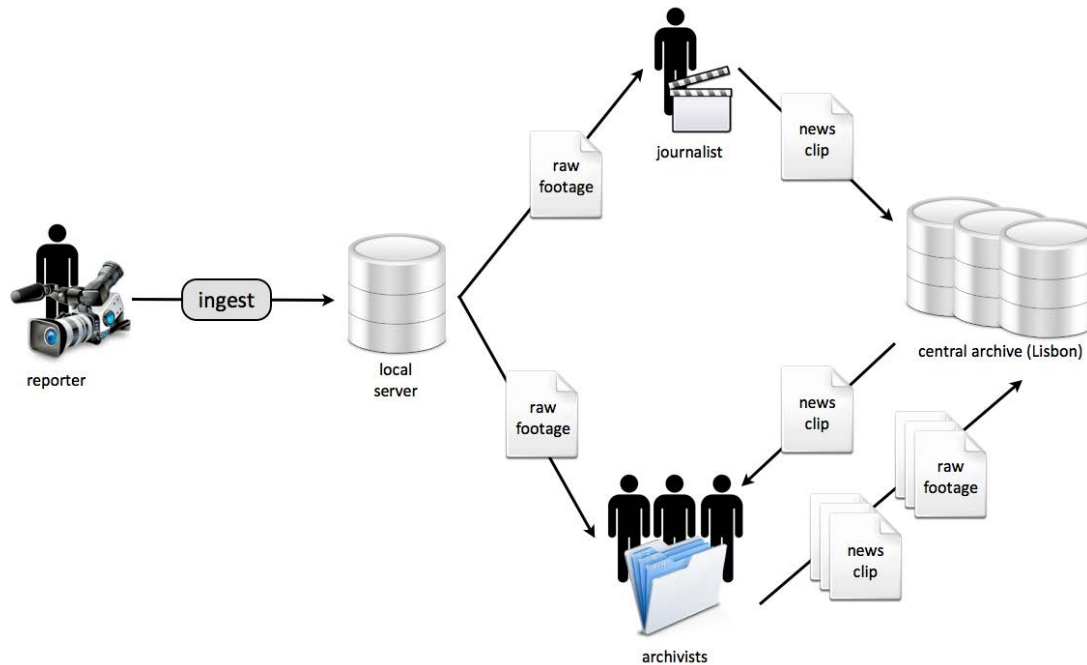 reporter
ingest
local
server
raw
footage
journalist
news
clip
central archive (Lisbon)
raw
footage
news
clip
archivists
news
clip
raw
footage